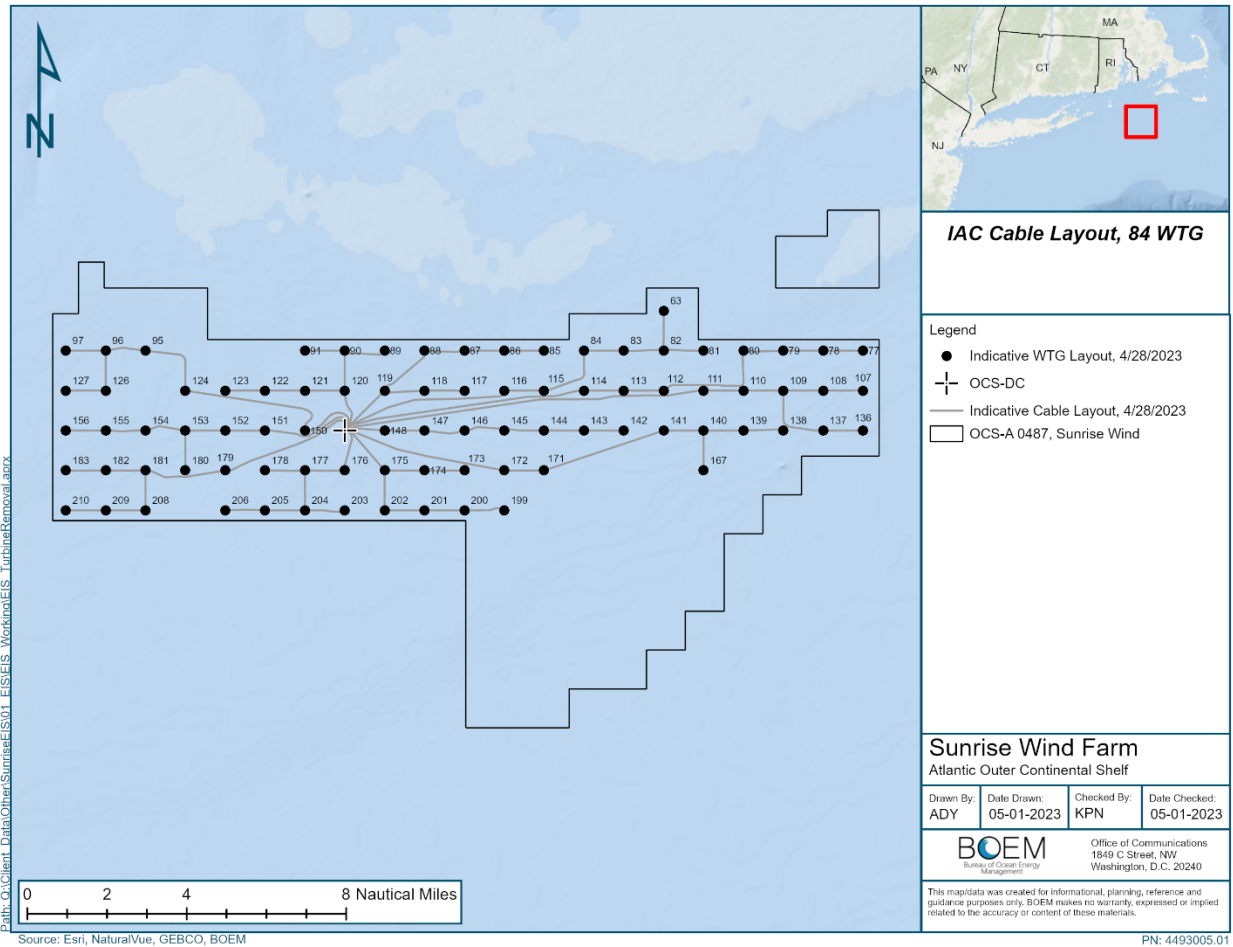 MA
PA
NY
CT
RI
NJ
N
IAC Cable Layout, 84 WTG
Legend
Indicative WTG Layout, 4/28/2023
OCS-DC
Indicative Cable Layout, 4/28/2023
OCS-A 0487, Sunrise Wind
63
97 96 95 91 90 89 88 87 86 85 84 83 82 81 80 79 78 77
127 126 124 123 122 121 120 119 118 117 116 115 114 113 112 111 110 109 108 107
156 155 154 153 152 151 150 148 147 146 145 144 143 142 141 140 139 138 137 136
183 182 181 180 179 178 177 176 175 174 173 172 171 167
210 209 208 206 205 204 203 202 201 200 199
Sunrise Wind Farm
Atlantic Outer Continental Shelf
Drawn By:
ADY
Date Drawn:
05-01-2023
Checked By:
KPN
Date Checked:
05-01-2023
BOEM
Bureau of Ocean Energy
Management
Office of Communications
1849 C Street, NW
Washington, D.C. 20240
This map/data was created for informational, planning, reference and
guidance purposes only. BOEM makes no warranty, expressed or implied
related to the accuracy or content of these materials.
0 2 4 8 Nautical Miles
Path: Q:\Client_Data\Other\SunriseEIS\01_EIS\EIS_Working\EIS_TurbineRemoval.aprx
Source: Esri, NaturalVue, GEBCO, BOEM
PN: 4493005.01